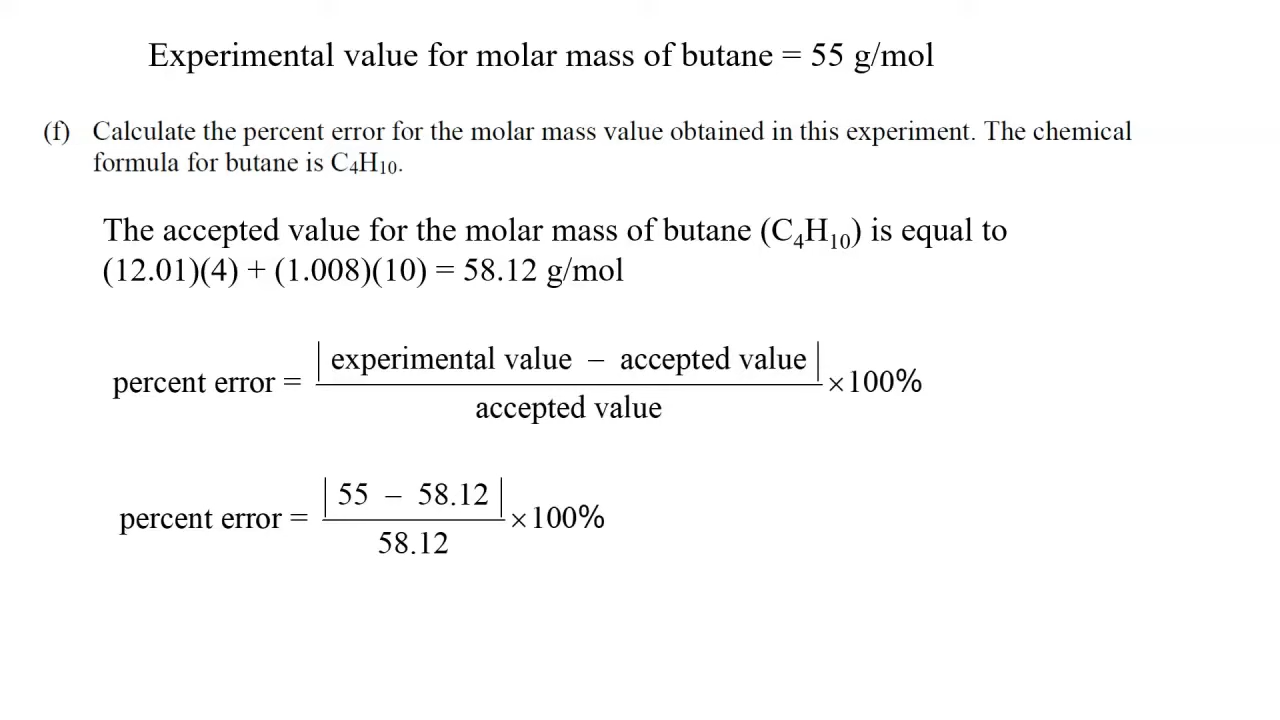 Experimental value for molar mass of butane = 55 g/mol
(f) Calculate the percent error for the molar mass value obtained in this experiment. The chemical
formula for butane is C₄H₁₀.
The accepted value for the molar mass of butane (C₄H₁₀) is equal to
(12.01)(4) + (1.008)(10) = 58.12 g/mol
| experimental value – accepted value |
percent error = ×100%
accepted value
| 55 – 58.12 |
percent error = ×100%
58.12